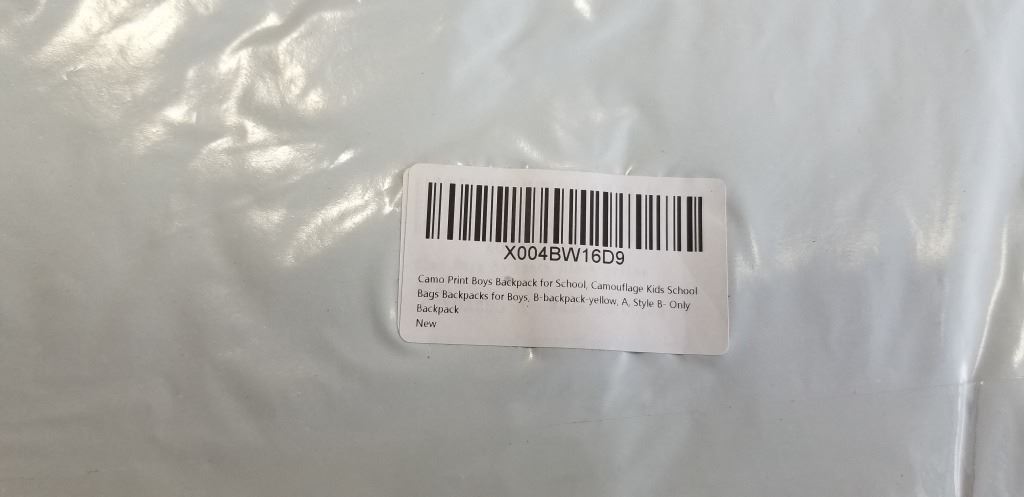 X004BW16D9
Camo Print Boys Backpack for School, Camouflage Kids School
Bags Backpacks for Boys, B-backpack-yellow, A, Style B- Only
Backpack
New